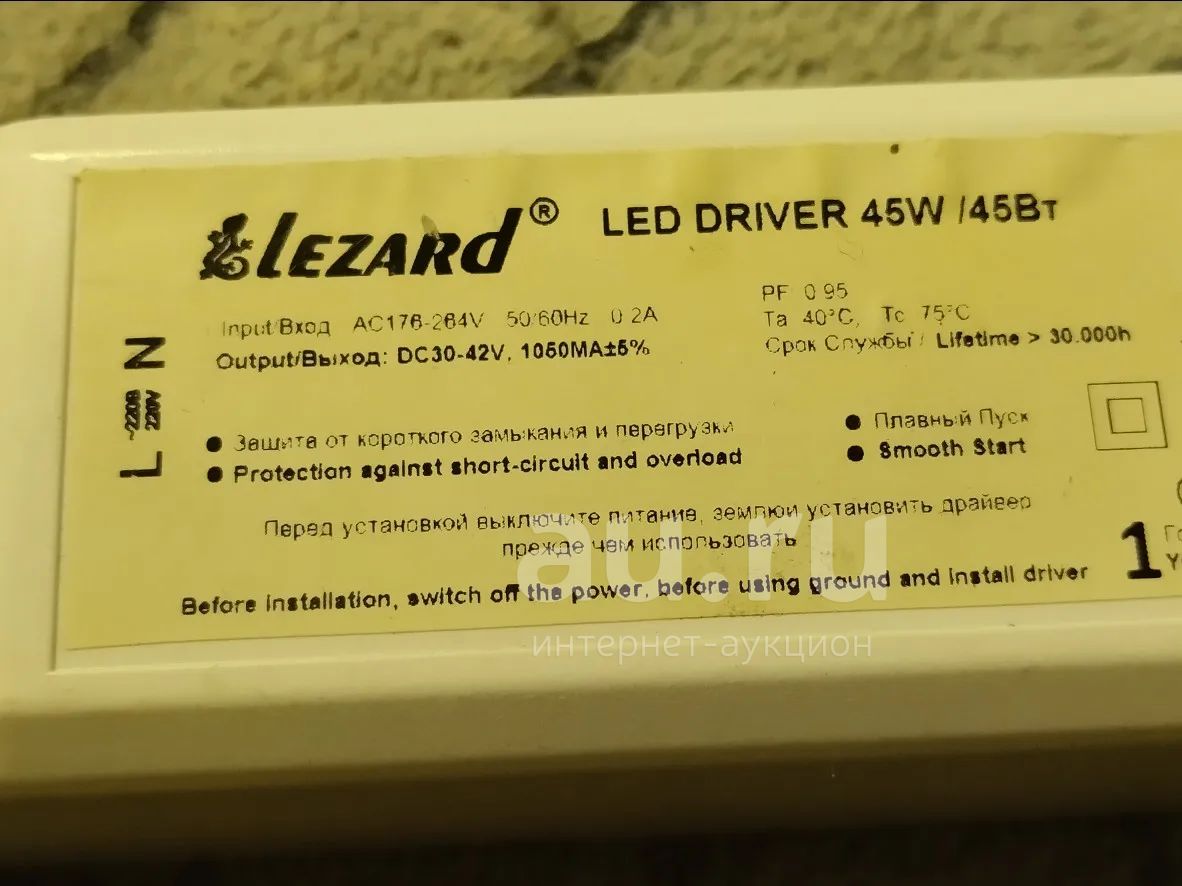 LEZARD®
LED DRIVER 45W /45Вт
Input/Вход AC176-264V 50/60Hz 0.2A
Output/Выход: DC30-42V, 1050MA±5%
PF 0.95
Ta 40°C, Tc 75°C
Срок Службы / Lifetime > 30.000h
N
~220В
220V
L
● Защита от короткого замыкания и перегрузки
● Protection against short-circuit and overload
● Плавный Пуск
● Smooth Start
Перед установкой выключите питание, землюи установить драйвер
прежде чем использовать
Before installation, switch off the power, before using ground and install driver
1
au.ru
интернет-аукцион